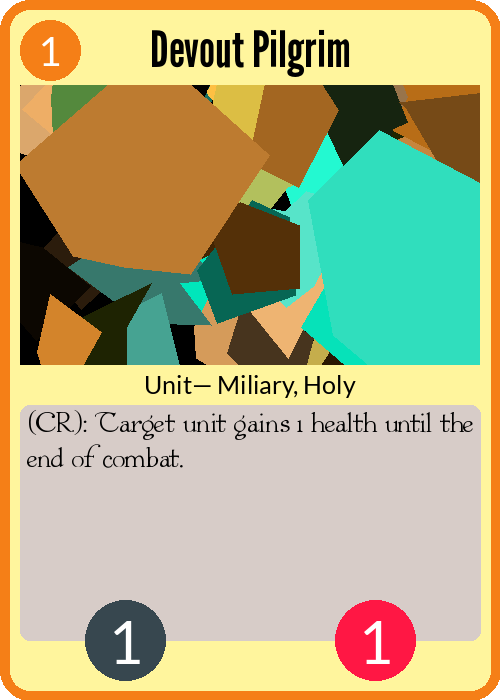 1 Devout Pilgrim
Unit— Miliary, Holy
(CR): Target unit gains 1 health until the
end of combat.
1 1